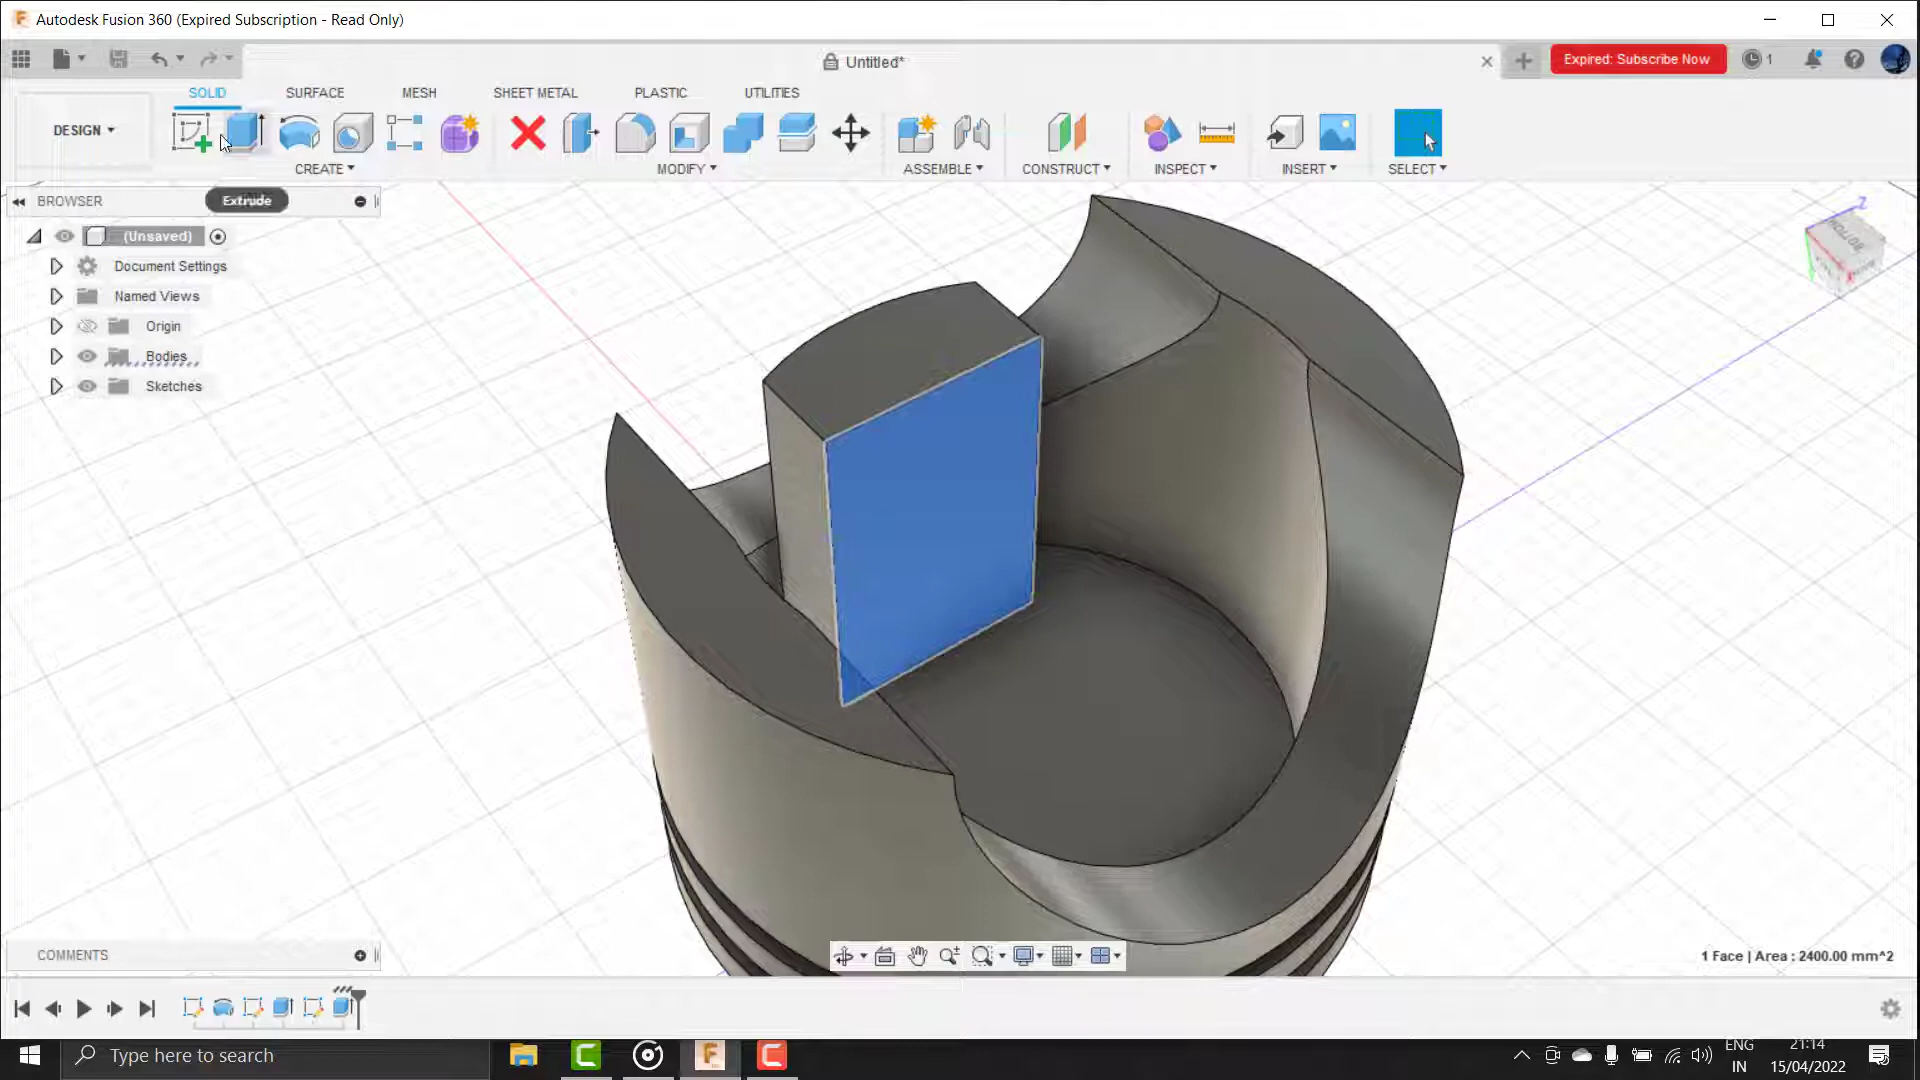 Autodesk Fusion 360 (Expired Subscription - Read Only)
Untitled*
Expired: Subscribe Now
1
SOLID
SURFACE
MESH
SHEET METAL
PLASTIC
UTILITIES
DESIGN
CREATE
MODIFY
ASSEMBLE
CONSTRUCT
INSPECT
INSERT
SELECT
BROWSER
Extrude
(Unsaved)
Document Settings
Named Views
Origin
Bodies
Sketches
Z
COMMENTS
1 Face | Area : 2400.00 mm^2
Type here to search
ENG
IN
21:14
15/04/2022